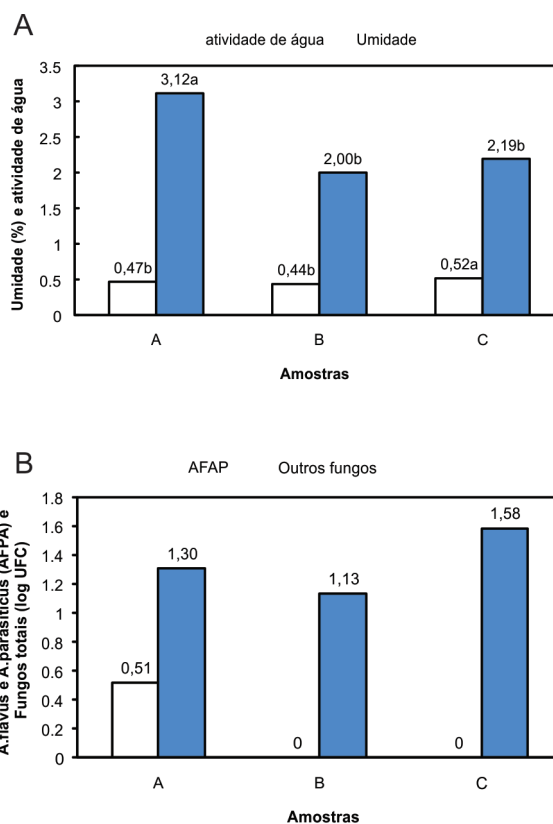 A
atividade de água Umidade
Umidade (%) e atividade de água
3.5
3
2.5
2
1.5
1
0.5
0
0,47b
3,12a
0,44b
2,00b
0,52a
2,19b
A B C
Amostras
B
AFAP Outros fungos
A.flavus e A.parasiticus (AFPA) e
Fungos totais (log UFC)
1.8
1.6
1.4
1.2
1
0.8
0.6
0.4
0.2
0
0,51
1,30
0
1,13
0
1,58
A B C
Amostras